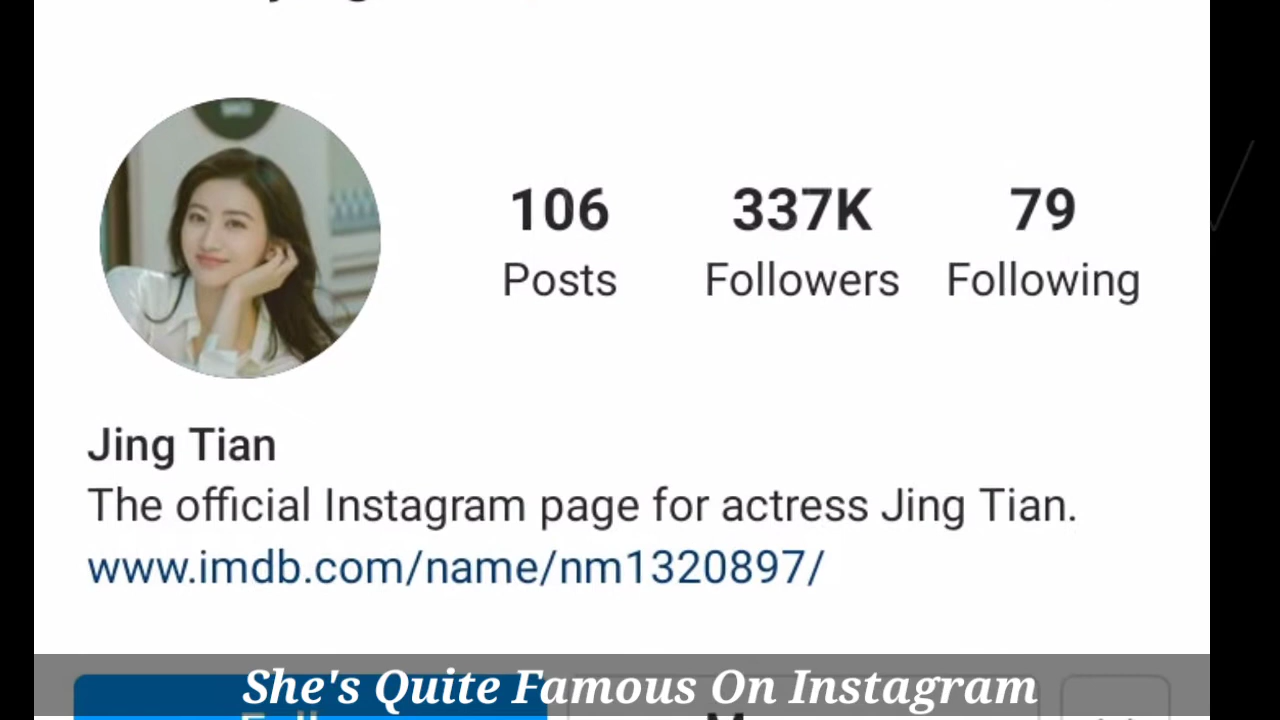 106 337K 79
Posts Followers Following
Jing Tian
The official Instagram page for actress Jing Tian.
www.imdb.com/name/nm1320897/
She's Quite Famous On Instagram